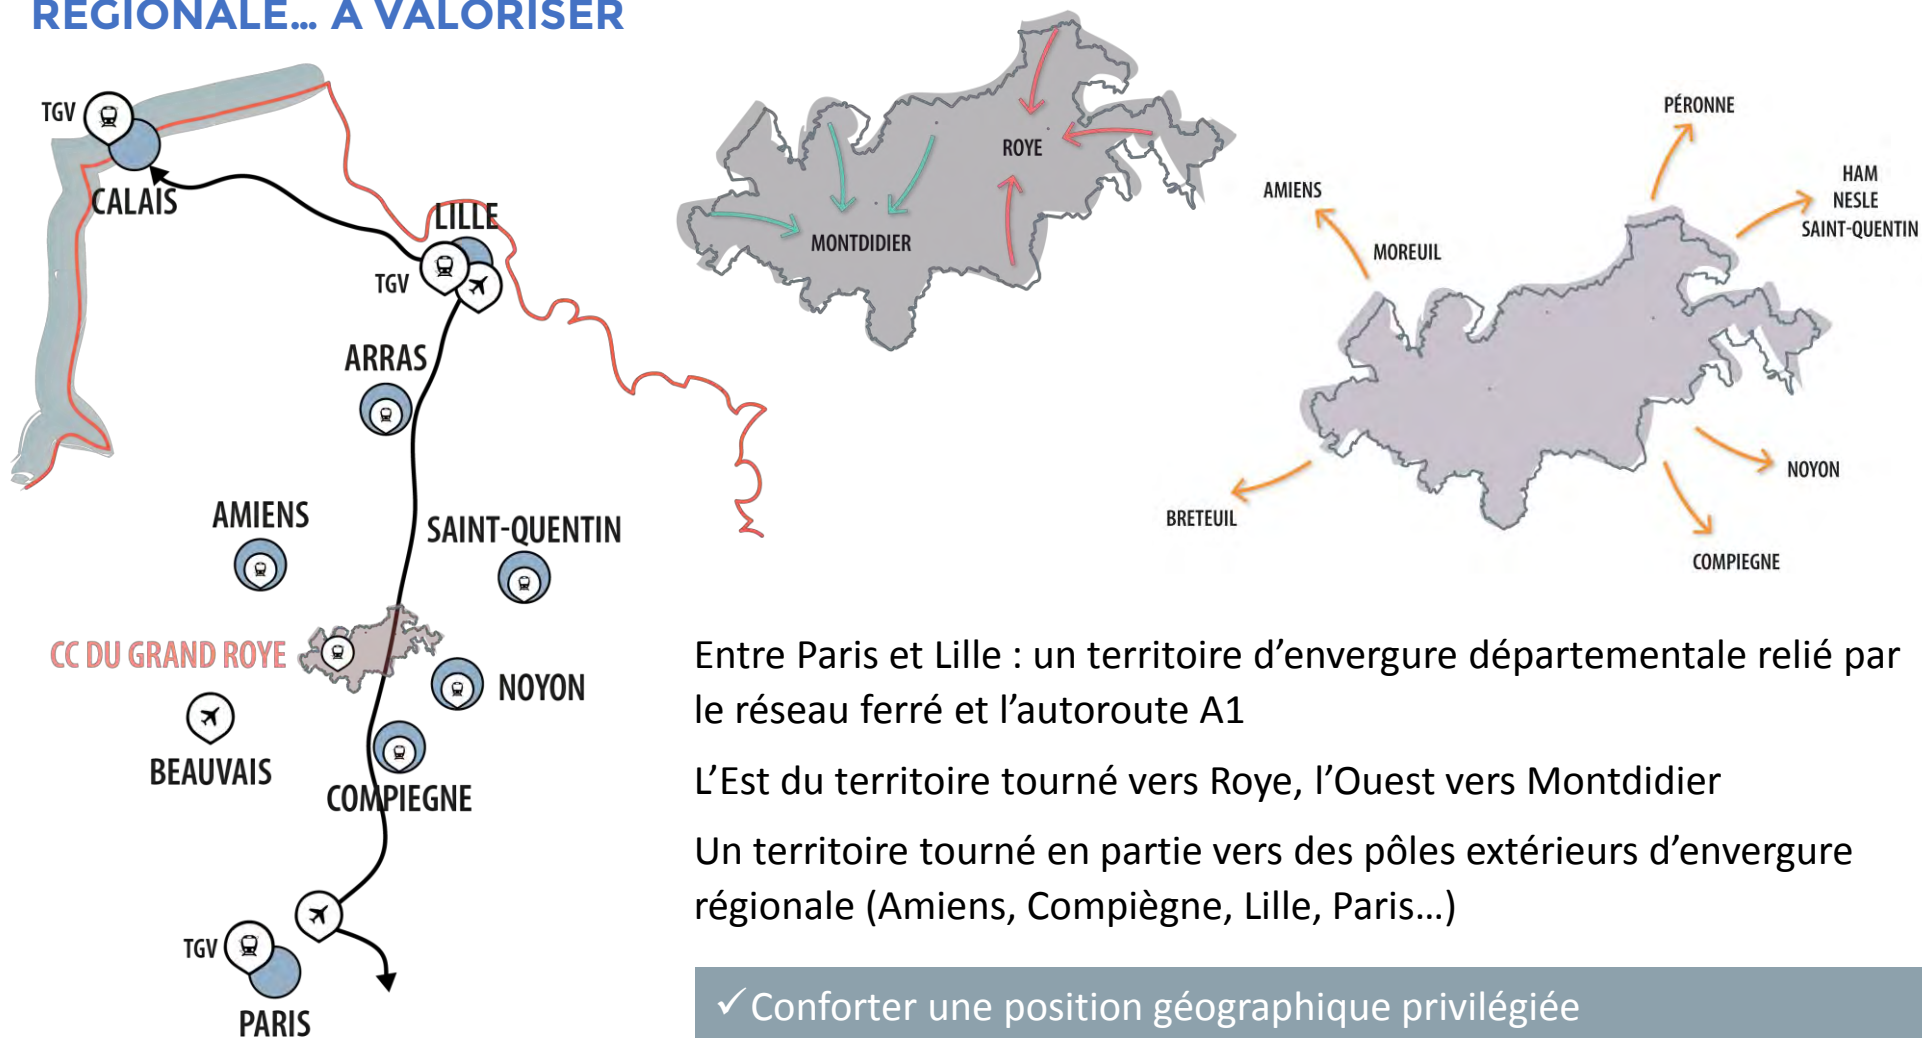 RÉGIONALE… À VALORISER
TGV
CALAIS
LILLE
TGV
ARRAS
AMIENS
SAINT-QUENTIN
CC DU GRAND ROYE
NOYON
BEAUVAIS
COMPIEGNE
TGV
PARIS
ROYE
MONTDIDIER
PÉRONNE
AMIENS
HAM
NESLE
SAINT-QUENTIN
MOREUIL
NOYON
BRETEUIL
COMPIEGNE
Entre Paris et Lille : un territoire d’envergure départementale relié par
le réseau ferré et l’autoroute A1
L’Est du territoire tourné vers Roye, l’Ouest vers Montdidier
Un territoire tourné en partie vers des pôles extérieurs d’envergure
régionale (Amiens, Compiègne, Lille, Paris…)
✓Conforter une position géographique privilégiée